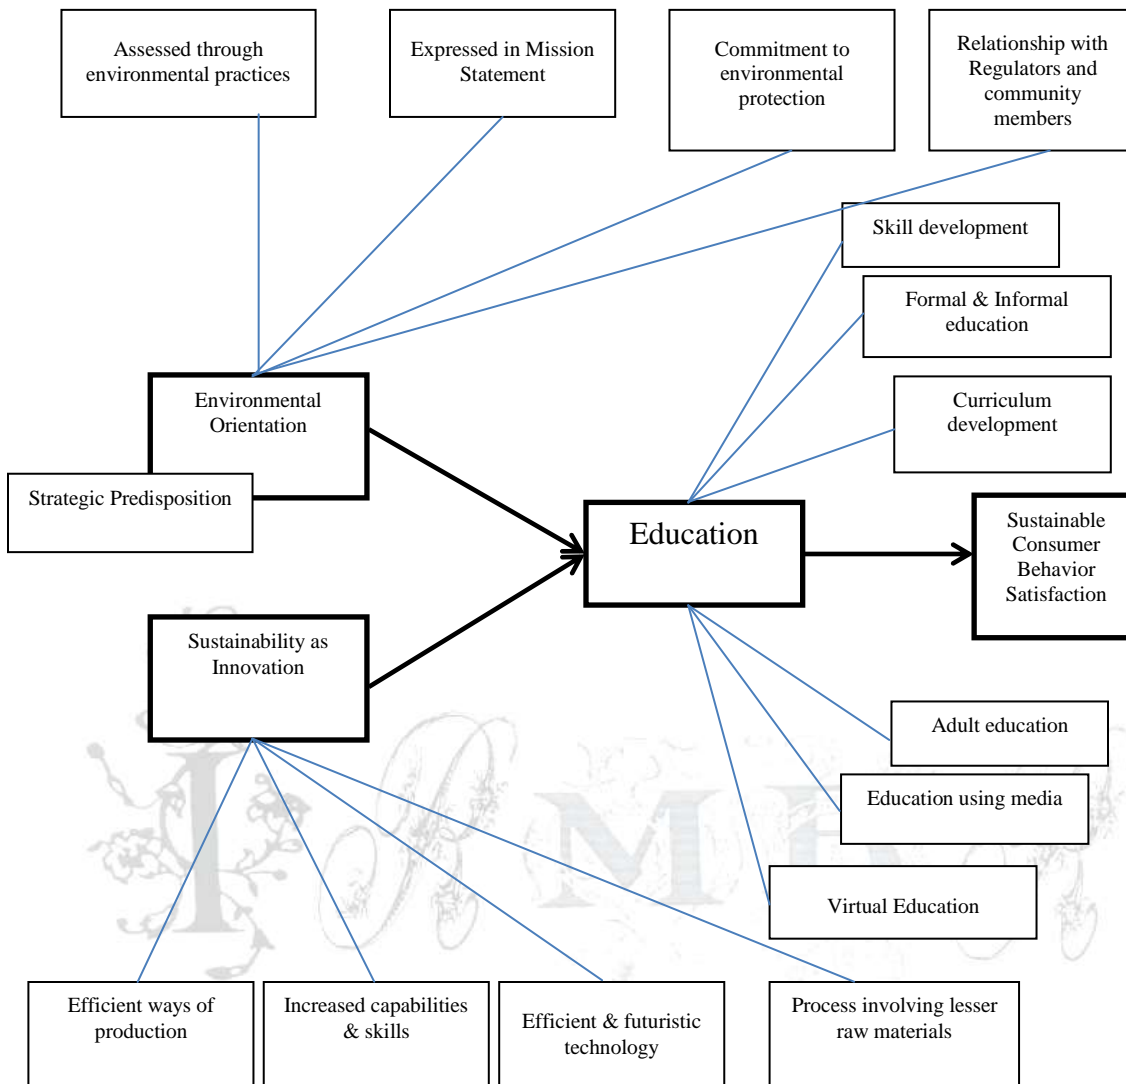 Assessed through
environmental practices
Expressed in Mission
Statement
Commitment to
environmental
protection
Relationship with
Regulators and
community
members
Skill development
Formal & Informal
education
Curriculum
development
Environmental
Orientation
Strategic Predisposition
Education
Sustainable
Consumer
Behavior
Satisfaction
Sustainability as
Innovation
Adult education
Education using media
Virtual Education
Efficient ways of
production
Increased capabilities
& skills
Efficient & futuristic
technology
Process involving lesser
raw materials